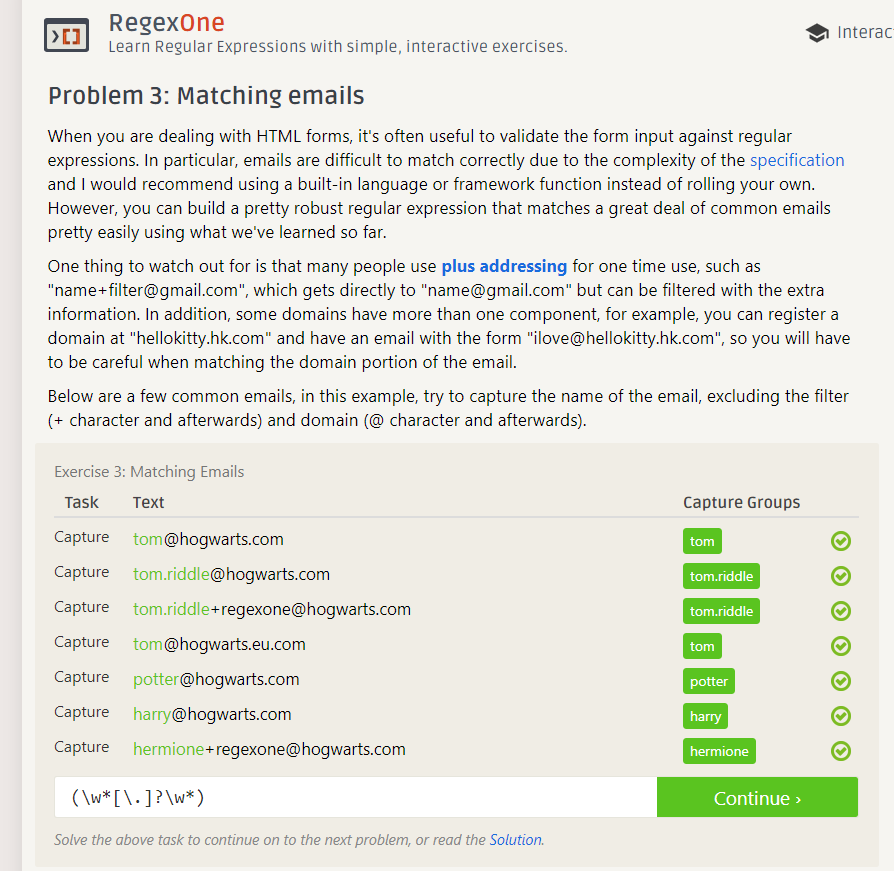 RegexOne
Learn Regular Expressions with simple, interactive exercises.
Problem 3: Matching emails
When you are dealing with HTML forms, it's often useful to validate the form input against regular
expressions. In particular, emails are difficult to match correctly due to the complexity of the specification
and I would recommend using a built-in language or framework function instead of rolling your own.
However, you can build a pretty robust regular expression that matches a great deal of common emails
pretty easily using what we've learned so far.
One thing to watch out for is that many people use plus addressing for one time use, such as
"name+filter@gmail.com", which gets directly to "name@gmail.com" but can be filtered with the extra
information. In addition, some domains have more than one component, for example, you can register a
domain at "hellokitty.hk.com" and have an email with the form "ilove@hellokitty.hk.com", so you will have
to be careful when matching the domain portion of the email.
Below are a few common emails, in this example, try to capture the name of the email, excluding the filter
(+ character and afterwards) and domain (@ character and afterwards).
Exercise 3: Matching Emails
Task Text Capture Groups
Capture tom@hogwarts.com tom
Capture tom.riddle@hogwarts.com tom.riddle
Capture tom.riddle+regexone@hogwarts.com tom.riddle
Capture tom@hogwarts.eu.com tom
Capture potter@hogwarts.com potter
Capture harry@hogwarts.com harry
Capture hermione+regexone@hogwarts.com hermione
(\w*[\.]?\w*) Continue ›
Solve the above task to continue on to the next problem, or read the Solution.